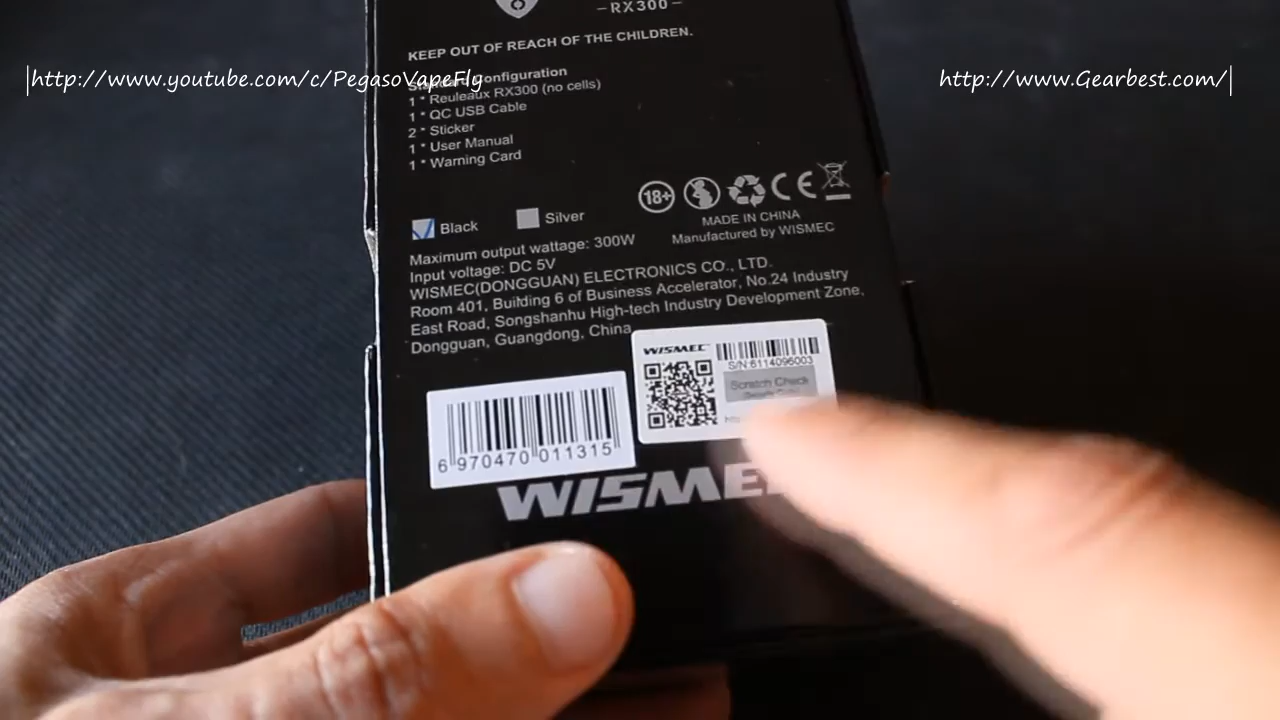 -RX300-
KEEP OUT OF REACH OF THE CHILDREN.
|http://www.youtube.com/c/PegasoVapeFly
http://www.Gearbest.com/|
Configuration
1 * Reuleaux RX300 (no cells)
1 * QC USB Cable
2 * Sticker
1 * User Manual
1 * Warning Card
18+
CE
MADE IN CHINA
Manufactured by WISMEC
Black
Silver
Maximum output wattage: 300W
Input voltage: DC 5V
WISMEC(DONGGUAN) ELECTRONICS CO., LTD.
Room 401, Building 6 of Business Accelerator, No.24 Industry
East Road, Songshanhu High-tech Industry Development Zone,
Dongguan, Guangdong, China
WISMEC
S/N:6114096003
Scratch Check
6 970470 011315
WISMEC